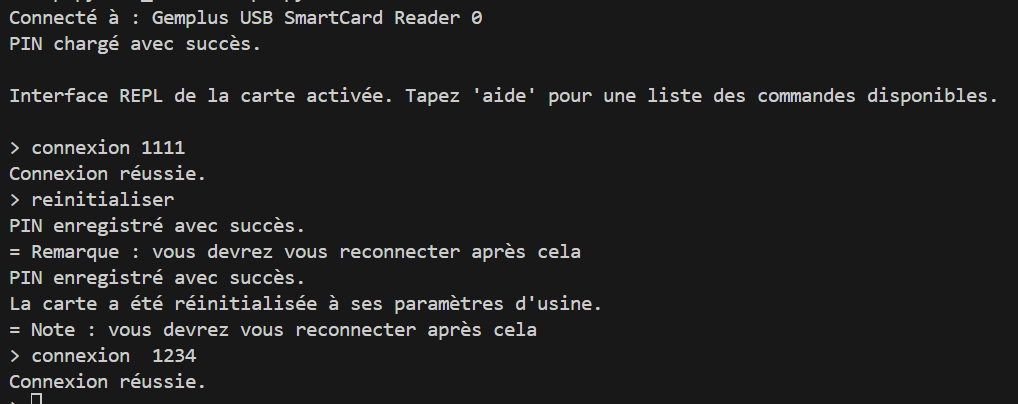 Connecté à : Gemplus USB SmartCard Reader 0
PIN chargé avec succès.
Interface REPL de la carte activée. Tapez 'aide' pour une liste des commandes disponibles.
> connexion 1111
Connexion réussie.
> reinitialiser
PIN enregistré avec succès.
= Remarque : vous devrez vous reconnecter après cela
PIN enregistré avec succès.
La carte a été réinitialisée à ses paramètres d'usine.
= Note : vous devrez vous reconnecter après cela
> connexion  1234
Connexion réussie.
>